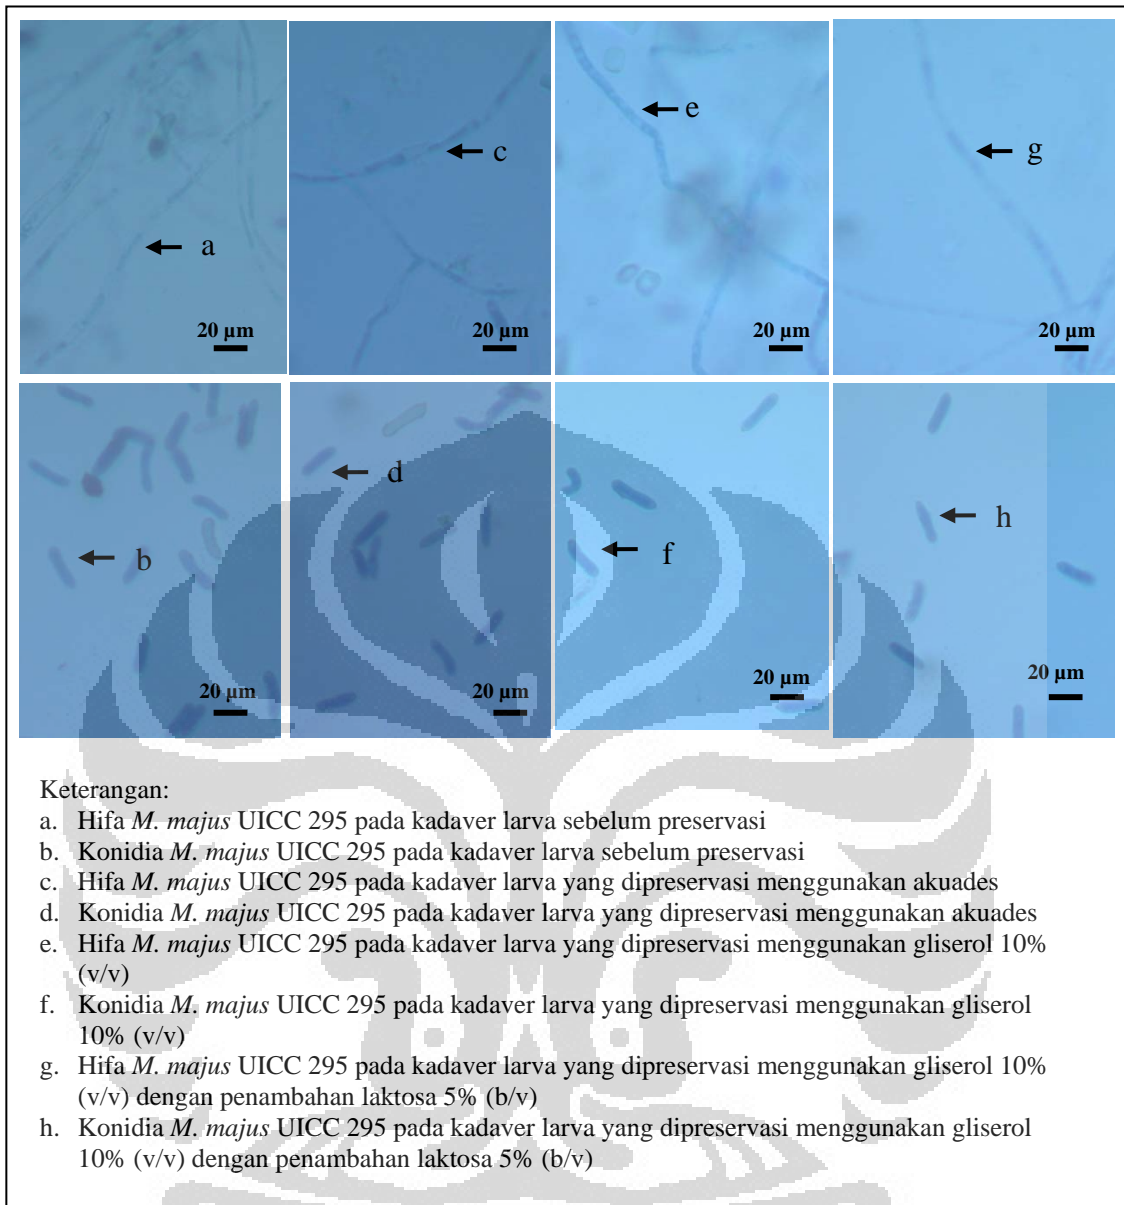 a
20 µm
c
20 µm
e
20 µm
g
20 µm
b
20 µm
d
20 µm
f
20 µm
h
20 µm
Keterangan:
a. Hifa M. majus UICC 295 pada kadaver larva sebelum preservasi
b. Konidia M. majus UICC 295 pada kadaver larva sebelum preservasi
c. Hifa M. majus UICC 295 pada kadaver larva yang dipreservasi menggunakan akuades
d. Konidia M. majus UICC 295 pada kadaver larva yang dipreservasi menggunakan akuades
e. Hifa M. majus UICC 295 pada kadaver larva yang dipreservasi menggunakan gliserol 10%
(v/v)
f. Konidia M. majus UICC 295 pada kadaver larva yang dipreservasi menggunakan gliserol
10% (v/v)
g. Hifa M. majus UICC 295 pada kadaver larva yang dipreservasi menggunakan gliserol 10%
(v/v) dengan penambahan laktosa 5% (b/v)
h. Konidia M. majus UICC 295 pada kadaver larva yang dipreservasi menggunakan gliserol
10% (v/v) dengan penambahan laktosa 5% (b/v)